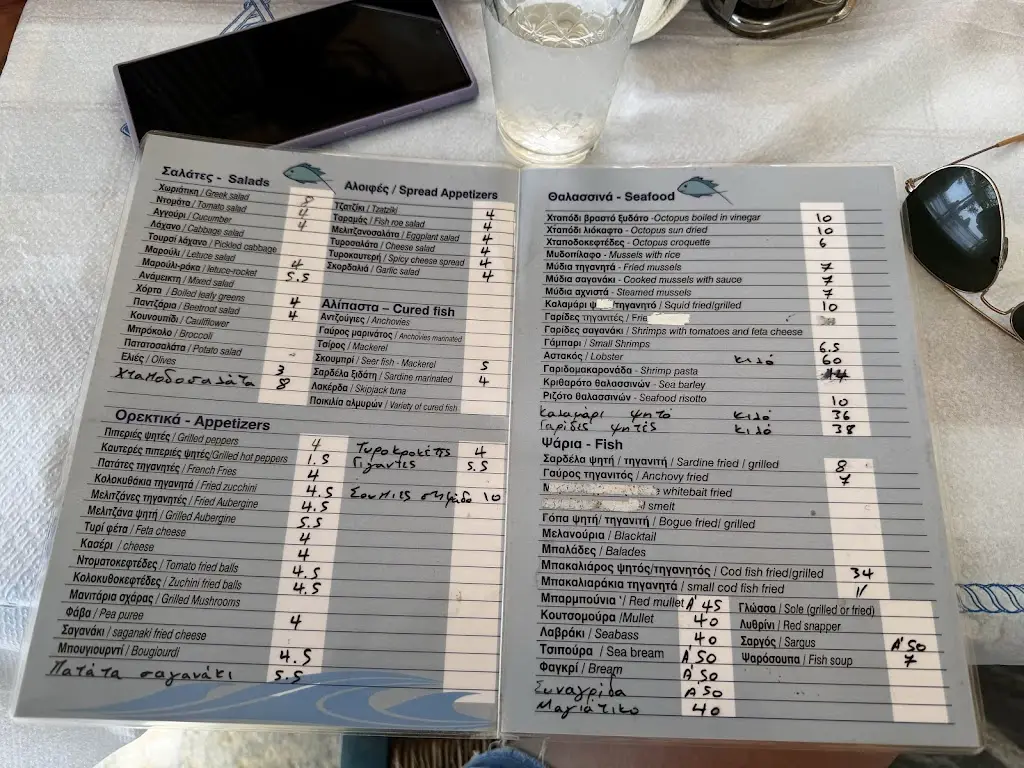 Σαλάτες - Salads
Χωριάτικη / Greek salad 8
Ντομάτα / Tomato salad 4
Αγγούρι / Cucumber 4
Λάχανο / Cabbage salad
Τουρσί λάχανο / Pickled cabbage
Μαρούλι / Letuce salad 4
Μαρούλι-ρόκα / letuce-rocket 5.5
Ανάμεικτη / Mixed salad
Χόρτα / Boiled leafy greens 4
Παντζάρια / Beetroot salad 4
Κουνουπίδι / Cauliflower
Μπρόκολο / Broccoli
Πατατοσαλάτα / Potato salad -
Ελιές / Olives 3
Χταποδοσαλάτα 8
Αλοιφές / Spread Appetizers
Τζατζίκι / Tzatziki 4
Ταραμάς / Fish roe salad 4
Μελιτζανοσαλάτα / Eggplant salad 4
Τυροσαλάτα / Cheese salad 4
Τυροκαυτερή / Spicy cheese spread 4
Σκορδαλιά / Garlic salad 4
Αλίπαστα – Cured fish
Αντζούγιες / Anchovies
Γαύρος μαρινάτος / Anchovies marinated
Τσίρος / Mackerel
Σκουμπρί / Seer fish - Mackerel 5
Σαρδέλα ξιδάτη / Sardine marinated 4
Λακέρδα / Skipjack tuna
Ποικιλία αλμυρών / Variety of cured fish
Ορεκτικά - Appetizers
Πιπεριές ψητές / Grilled peppers 4
Καυτερές πιπεριές ψητές/Grilled hot peppers 1.5
Πατάτες τηγανητές / French Fries 4
Κολοκυθάκια τηγανητά / Fried zucchini 4.5
Μελιτζάνες τηγανητές / Fried Aubergine 4.5
Μελιτζάνα ψητή / Grilled Aubergine 5.5
Τυρί φέτα / Feta cheese 4
Κασέρι / cheese 4
Ντοματοκεφτέδες / Tomato fried balls 4.5
Κολοκυθοκεφτέδες / Zuchini fried balls 4.5
Μανιτάρια σχάρας / Grilled Mushrooms
Φάβα / Pea puree 4
Σαγανάκι / saganaki fried cheese
Μπουγιουρντί / Bougiourdi 4.5
Πατάτα σαγανάκι 5.5
Τυροκροκέτες 4
Γίγαντες 5.5
10
Θαλασσινά - Seafood
Χταπόδι βραστό ξυδάτο -Octopus boiled in vinegar 10
Χταπόδι λιόκαφτο - Octopus sun dried 10
Χταποδοκεφτέδες - Octopus croquette 6
Μυδοπίλαφο - Mussels with rice
Μύδια τηγανητά - Fried mussels 7
Μύδια σαγανάκι - Cooked mussels with sauce 7
Μύδια αχνιστά - Steamed mussels 7
Καλαμάρι ψ τηγανητό / Squid fried/grilled 10
Γαρίδες τηγανιτές / Frie
Γαρίδες σαγανάκι / Shrimps with tomatoes and feta cheese
Γάμπαρι / Small Shrimps 6.5
Αστακός / Lobster κιλό 60
Γαριδομακαρονάδα - Shrimp pasta
Κριθαρότο θαλασσινών - Sea barley
Ριζότο θαλασσινών - Seafood risotto 10
Καλαμάρι ψητό κιλό 36
Γαρίδες ψητές κιλό 38
Ψάρια - Fish
Σαρδέλα ψητή / τηγανιτή / Sardine fried / grilled 8
Γαύρος τηγανιτός / Anchovy fried 7
e whitebait fried
smelt
Γόπα ψητή/ τηγανιτή / Bogue fried/ grilled
Μελανούρια / Blacktail
Μπαλάδες / Balades
Μπακαλιάρος ψητός/τηγανητός / Cod fish fried/grilled 34
Μπακαλιαράκια τηγανητά / small cod fish fried
Μπαρμπούνια / Red mullet Α' 45
Κουτσομούρα /Mullet 40
Λαβράκι / Seabass 40
Τσιπούρα / Sea bream Α' 50
Φαγκρί / Bream Α' 50
Συναγρίδα Α 50
Μαγιάτικο 40
Γλώσσα / Sole (grilled or fried)
Λυθρίνι / Red snapper
Σαργός / Sargus Α' 50
Ψαρόσουπα / Fish soup 7